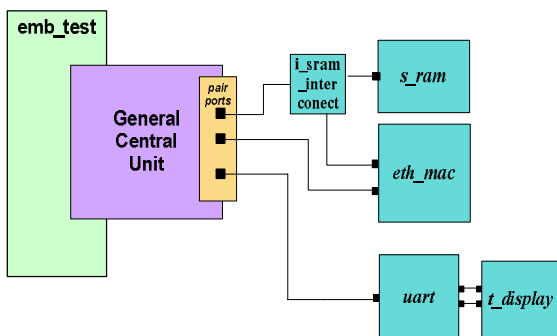 emb_test
General
Central
Unit
pair
ports
i_sram
_inter
conect
s_ram
eth_mac
uart
t_display